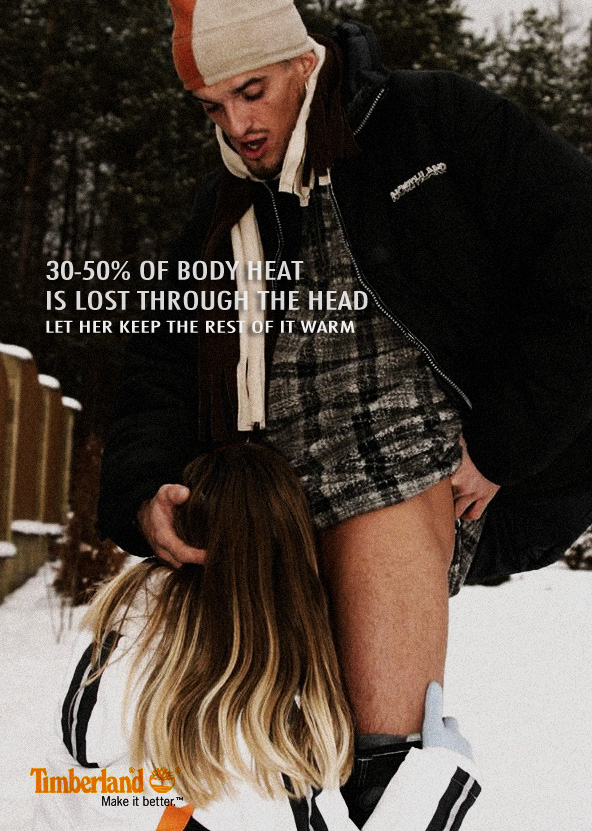 NORTHLAND
30-50% OF BODY HEAT
IS LOST THROUGH THE HEAD
LET HER KEEP THE REST OF IT WARM
Timberland®
Make it better.™